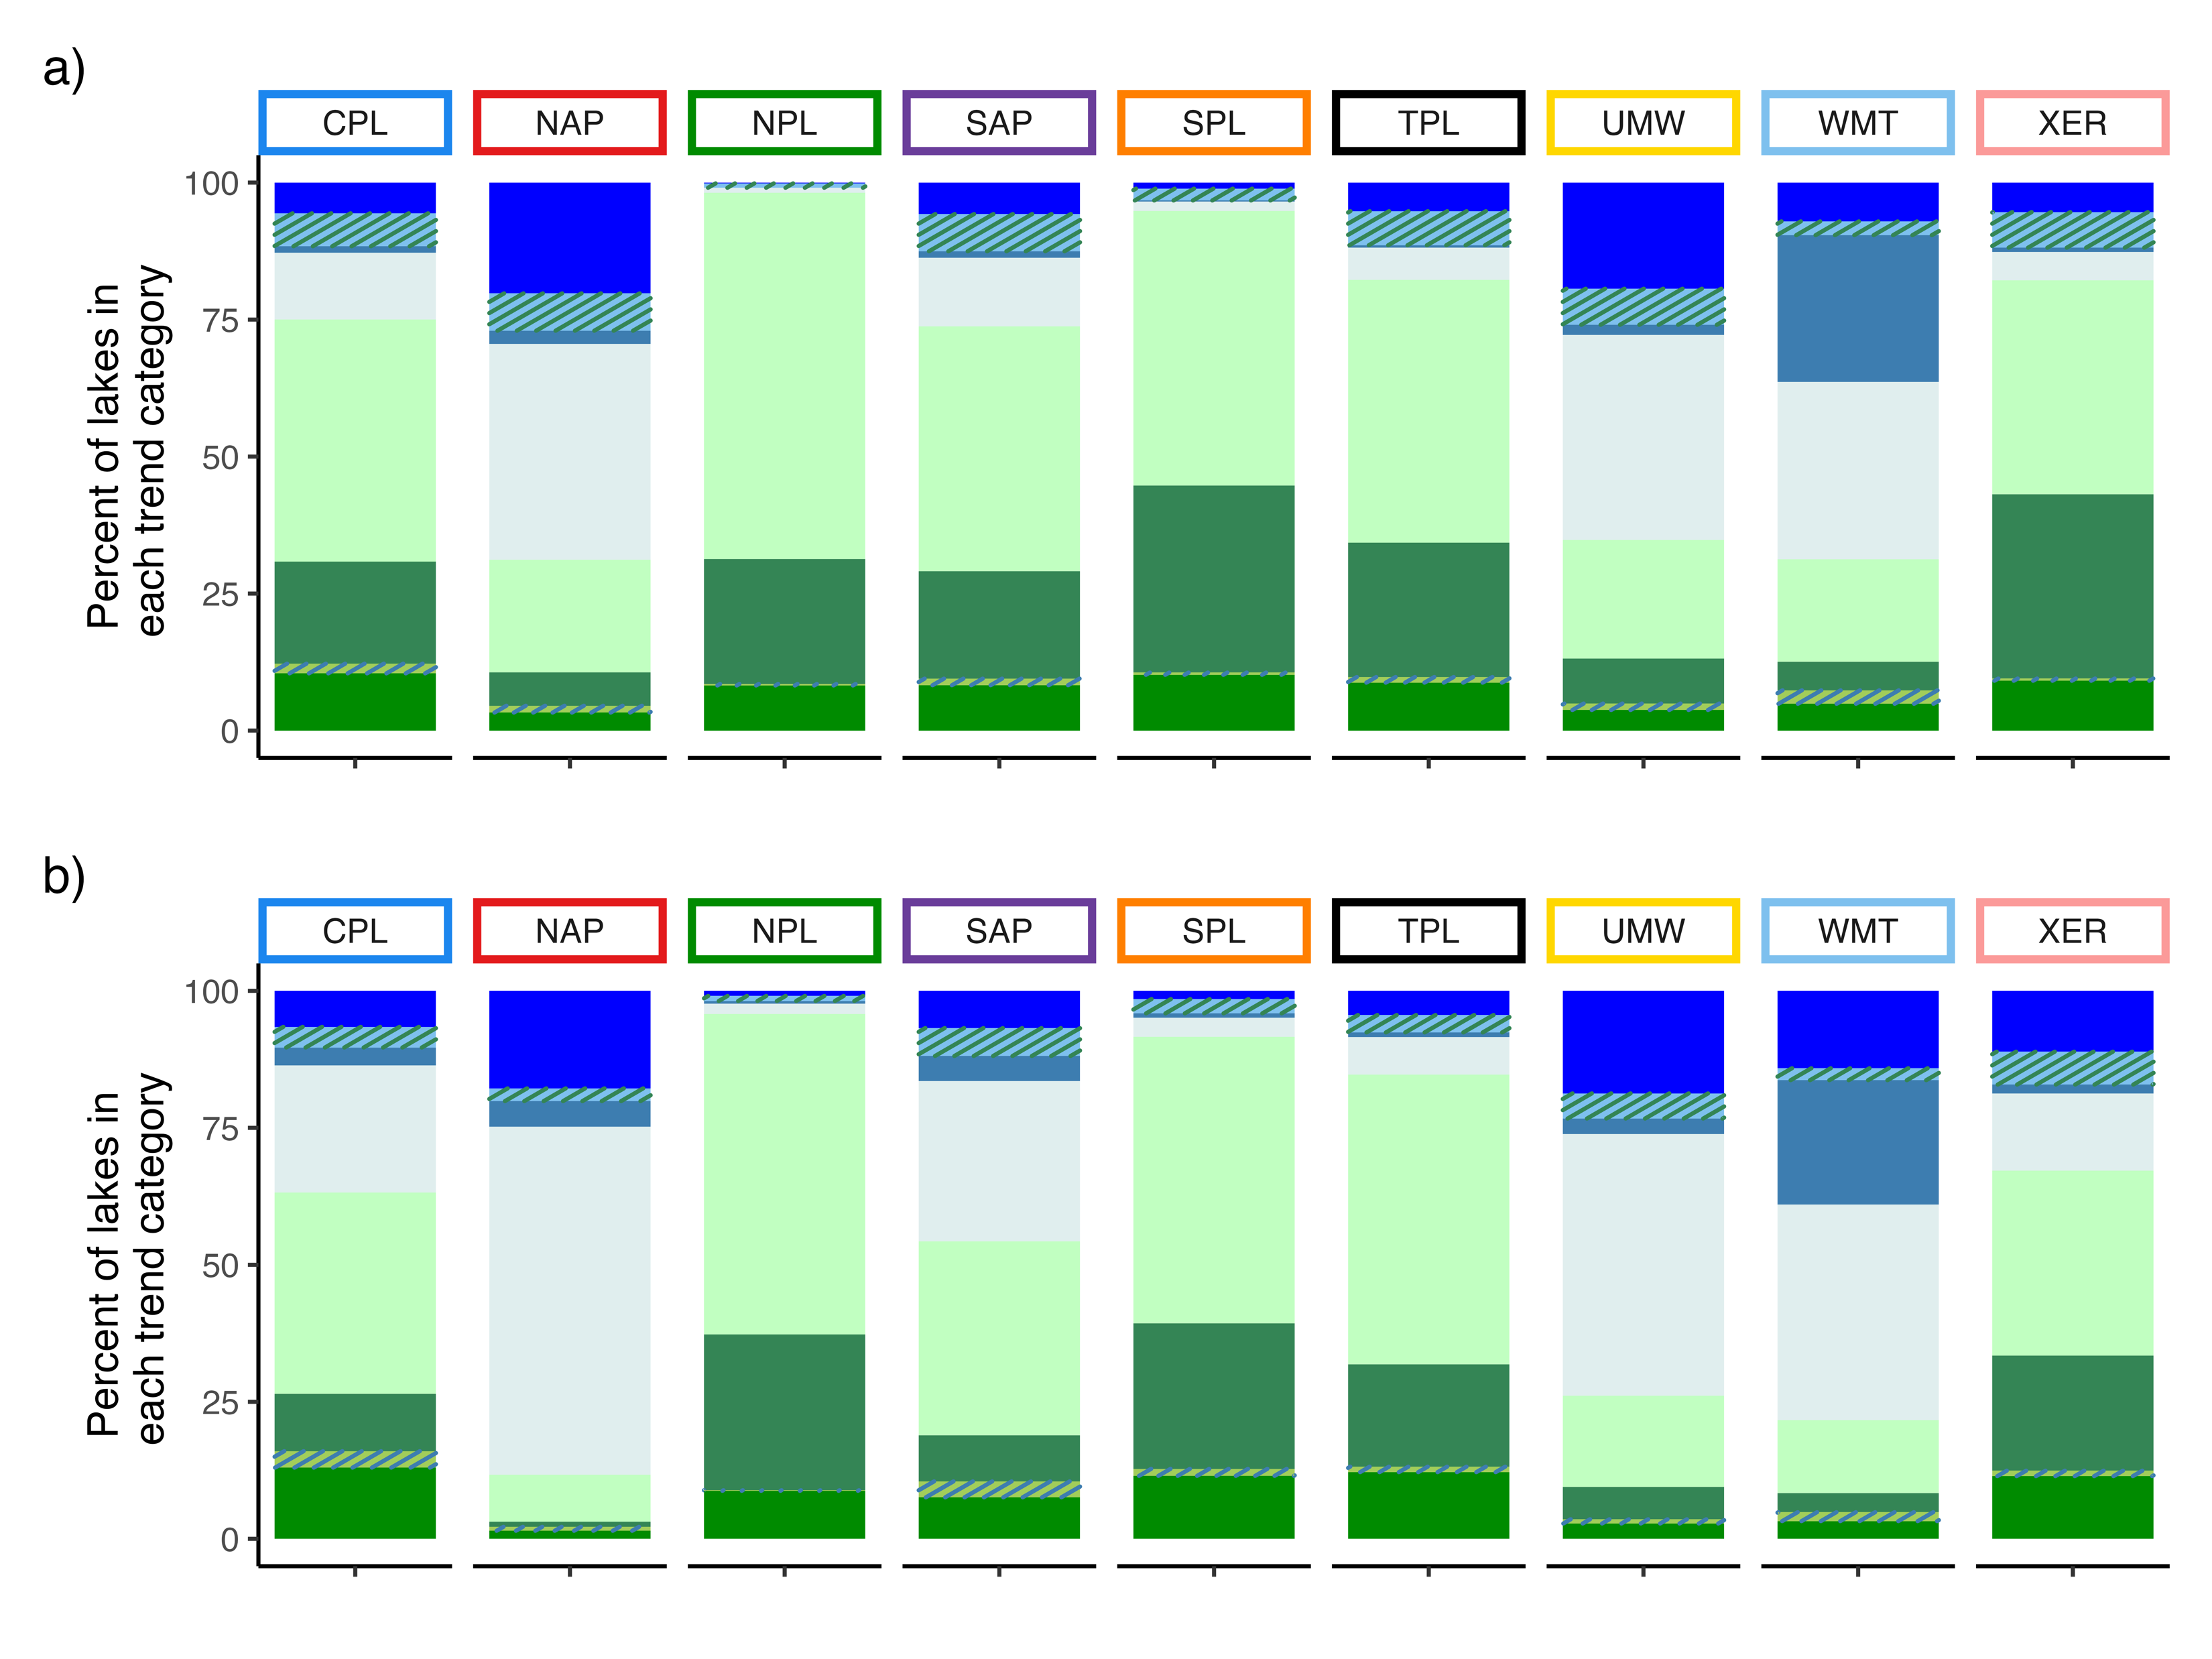 a)
CPL NAP NPL SAP SPL TPL UMW WMT XER
100
75
50
25
0
Percent of lakes in
each trend category
b)
CPL NAP NPL SAP SPL TPL UMW WMT XER
100
75
50
25
0
Percent of lakes in
each trend category